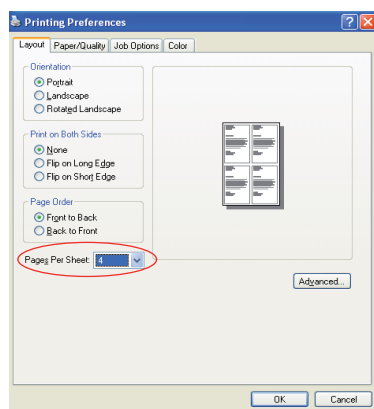 Printing Preferences
Layout Paper/Quality Job Options Color
Orientation
Portrait
Landscape
Rotated Landscape
Print on Both Sides
None
Flip on Long Edge
Flip on Short Edge
Page Order
Front to Back
Back to Front
Pages Per Sheet: 4
Advanced...
OK Cancel